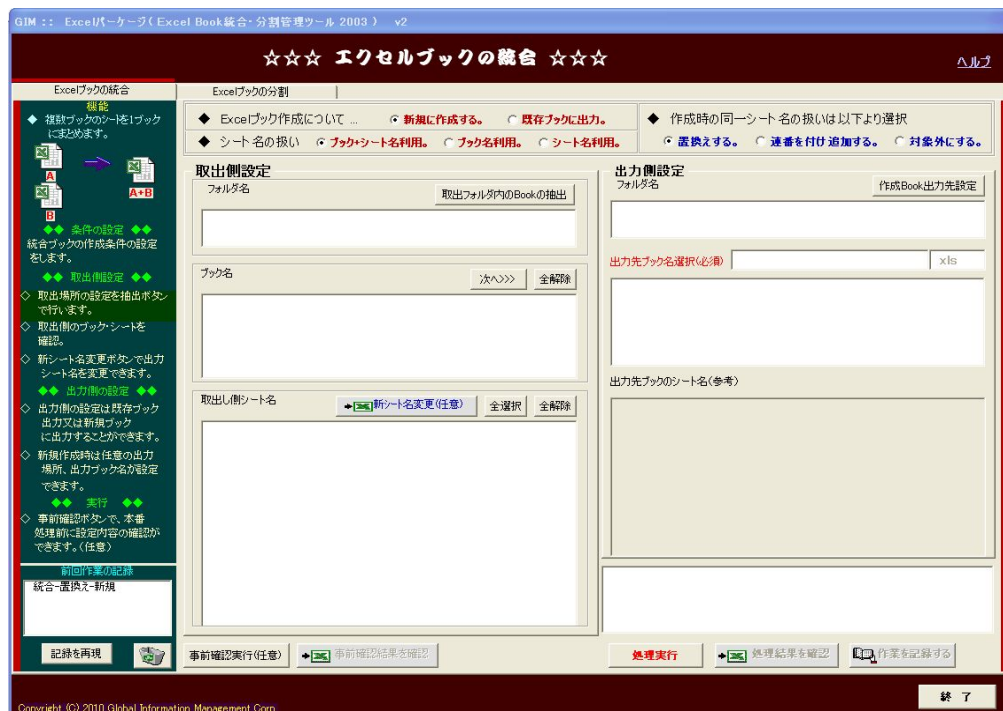 GIM :: Excelパーケージ( Excel Book統合・分割管理ツール 2003 ) v2
☆☆☆ エクセルブックの統合 ☆☆☆
ヘルプ
Excelブックの統合
Excelブックの分割
機能
◆ 複数ブックのシートを1ブック
にまとめます。
A
A+B
B
◆◆ 条件の設定 ◆◆
統合ブックの作成条件の設定
をします。
◆◆ 取出側設定 ◆◆
◇ 取出場所の設定を抽出ボタン
で行います。
◇ 取出側のブック・シートを
確認。
◇ 新シート名変更ボタンで出力
シート名を変更できます。
◆◆ 出力側の設定 ◆◆
◇ 出力側の設定は既存ブック
出力又は新規ブック
に出力することができます。
◇ 新規作成時は任意の出力
場所、出力ブック名が設定
できます。
◆◆ 実行 ◆◆
◇ 事前確認ボタンで、本番
処理前に設定内容の確認が
できます。(任意)
前回作業の記録
統合-置換え-新規
記録を再現
◆ Excelブック作成について ... 新規に作成する。 既存ブックに出力。
◆ シート名の扱い ブック+シート名利用。 ブック名利用。 シート名利用。
◆ 作成時の同一シート名の扱いは以下より選択
置換えする。 連番を付け追加する。 対象外にする。
取出側設定
フォルダ名
取出フォルダ内のBookの抽出
ブック名
次へ>>>
全解除
取出し側シート名
新シート名変更(任意)
全選択
全解除
出力側設定
フォルダ名
作成Book出力先設定
出力先ブック名選択(必須)
xls
出力先ブックのシート名(参考)
事前確認実行(任意)
事前確認結果を確認
処理実行
処理結果を確認
作業を記録する
終 了
Copyright (C) 2010 Global Information Management Corp